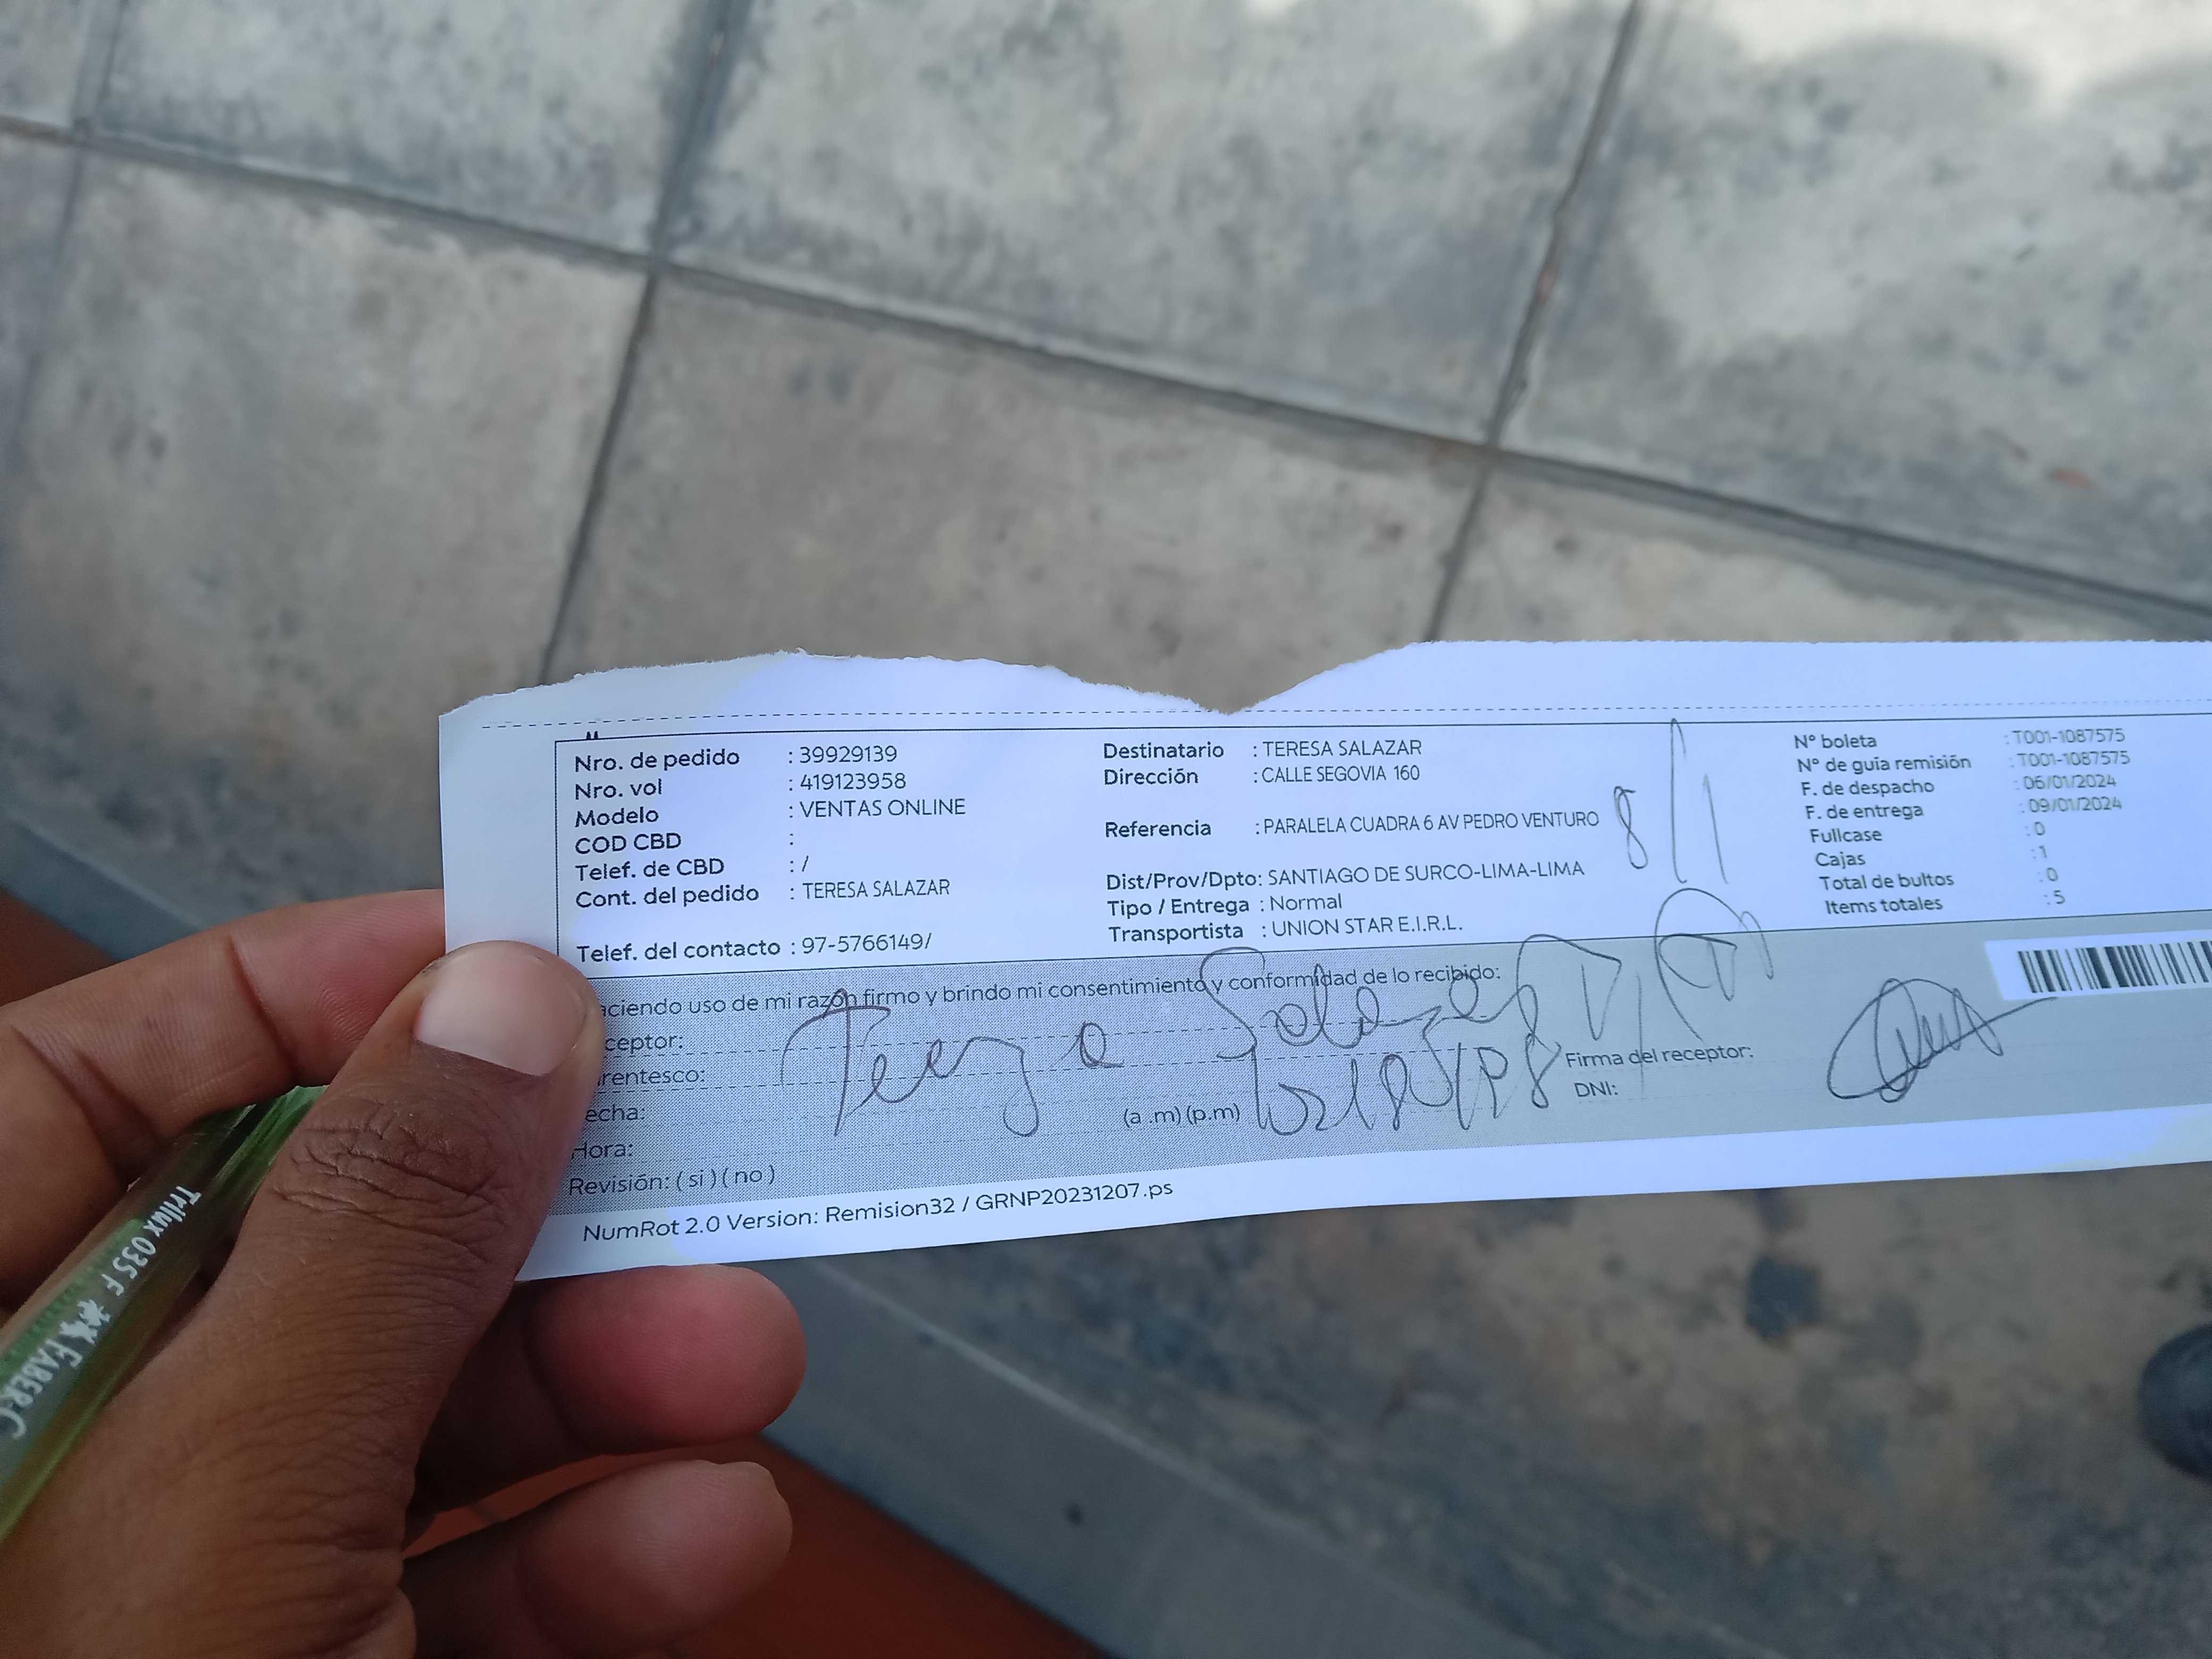 Nro. de pedido : 39929139
Nro. vol : 419123958
Modelo : VENTAS ONLINE
COD CBD :
Telef. de CBD : /
Cont. del pedido : TERESA SALAZAR
Telef. del contacto : 97-5766149/
Destinatario : TERESA SALAZAR
Dirección : CALLE SEGOVIA 160
Referencia : PARALELA CUADRA 6 AV PEDRO VENTURO
Dist/Prov/Dpto: SANTIAGO DE SURCO-LIMA-LIMA
Tipo / Entrega : Normal
Transportista : UNION STAR E.I.R.L.
8/1
N° boleta : T001-1087575
N° de guía remisión : T001-1087575
F. de despacho : 06/01/2024
F. de entrega : 09/01/2024
Fullcase : 0
Cajas : 1
Total de bultos : 0
Items totales : 5
aciendo uso de mi razón firmo y brindo mi consentimiento y conformidad de lo recibido:
ceptor:
rentesco:
echa:
Hora:
(a .m) (p.m)
Revisión: ( si ) ( no )
Salazar
Firma del receptor:
DNI:
NumRot 2.0 Version: Remision32 / GRNP20231207.ps
Trilux 035 F FABER-C